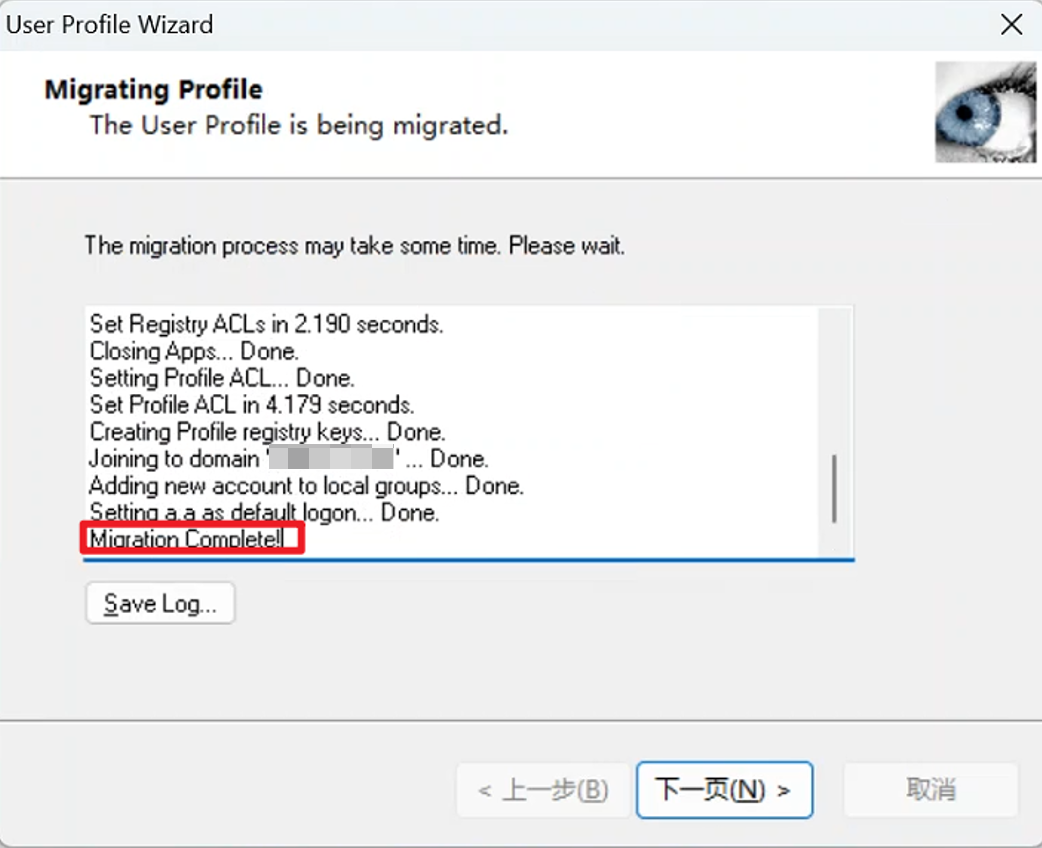 User Profile Wizard
Migrating Profile
The User Profile is being migrated.
The migration process may take some time. Please wait.
Set Registry ACLs in 2.190 seconds.
Closing Apps... Done.
Setting Profile ACL... Done.
Set Profile ACL in 4.179 seconds.
Creating Profile registry keys... Done.
Joining to domain ' ' ... Done.
Adding new account to local groups... Done.
Setting a.a as default logon... Done.
Migration Complete!
Save Log...
< 上一步(B) 下一页(N) > 取消